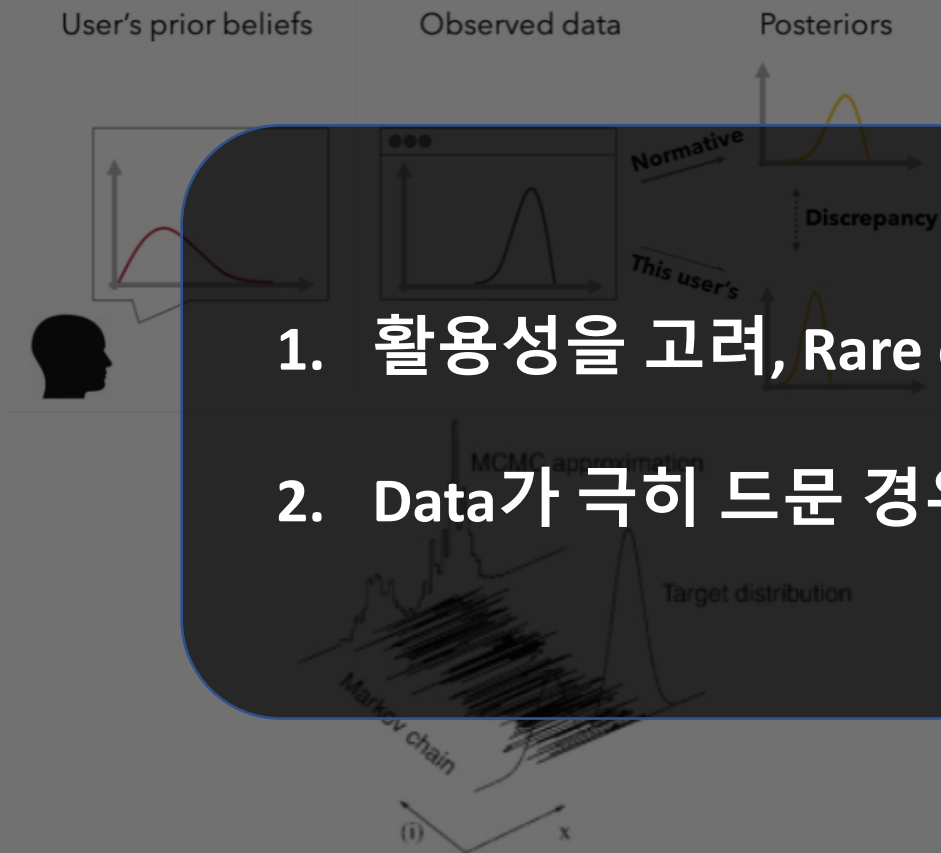 User's prior beliefs
Observed data
Posteriors
Normative
Discrepancy
This user's
1. 활용성을 고려, Rare
MCMC approximation
2. Data가 극히 드문
Target distribution
Markov chain
(i)
x